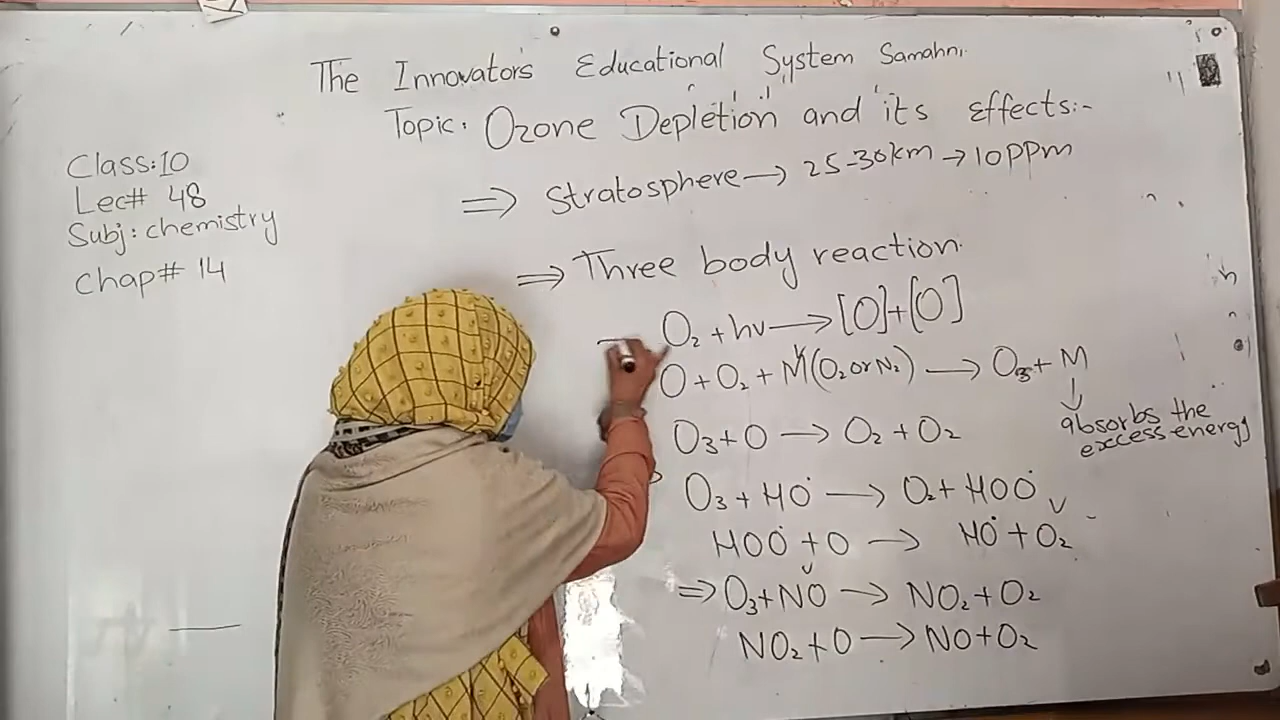 The Innovators Educational System Samahni
Topic: Ozone Depletion and its effects:-
Class:10
Lec# 48
Subj: chemistry
Chap# 14
⇒ Stratosphere → 25-30km → 10PPm
⇒ Three body reaction.
O₂ + hv → [O]+[O]
O + O₂ + M(O₂ or N₂) → O₃ + M
↓
absorbs the
excess energy
O₃ + O → O₂ + O₂
O₃ + HO˙ → O₂ + HOO˙
HOO˙ + O → HO˙ + O₂
⇒ O₃+NO → NO₂+O₂
NO₂+O → NO+O₂